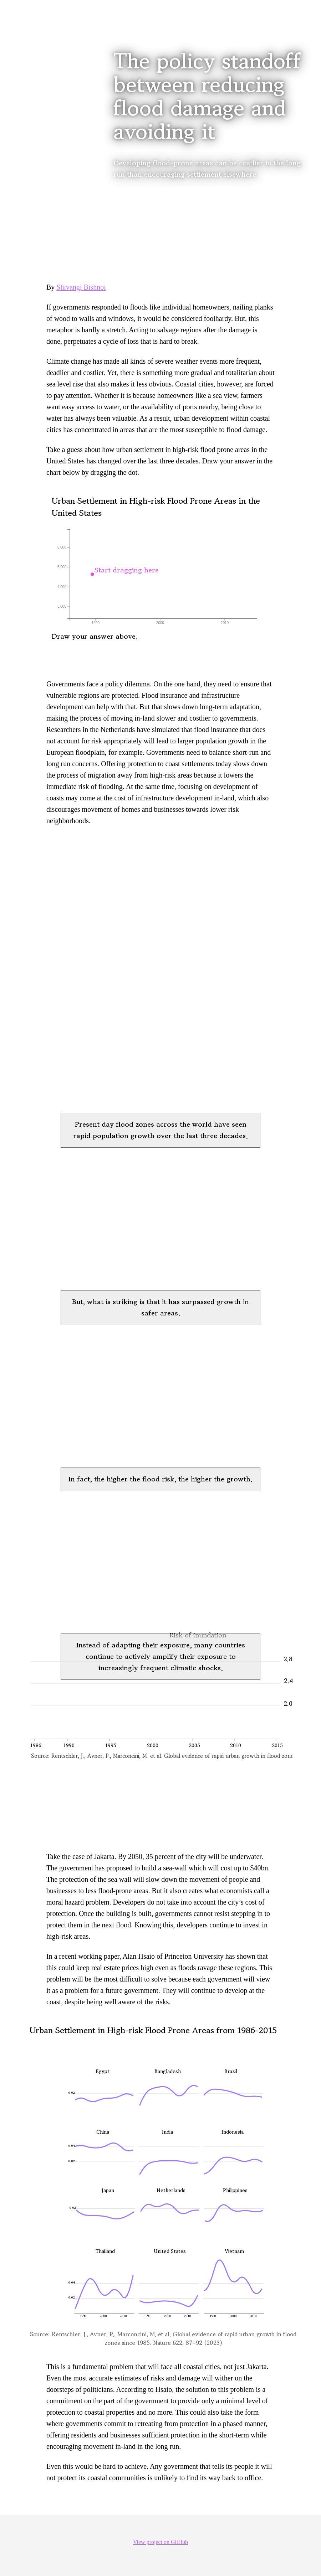 The policy standoff
between reducing
flood damage and
avoiding it
Developing flood-prone areas can be costlier in the long
run than encouraging settlement elsewhere
By Shivangi Bishnoi
If governments responded to floods like individual homeowners, nailing planks
of wood to walls and windows, it would be considered foolhardy. But, this
metaphor is hardly a stretch. Acting to salvage regions after the damage is
done, perpetuates a cycle of loss that is hard to break.
Climate change has made all kinds of severe weather events more frequent,
deadlier and costlier. Yet, there is something more gradual and totalitarian about
sea level rise that also makes it less obvious. Coastal cities, however, are forced
to pay attention. Whether it is because homeowners like a sea view, farmers
want easy access to water, or the availability of ports nearby, being close to
water has always been valuable. As a result, urban development within coastal
cities has concentrated in areas that are the most susceptible to flood damage.
Take a guess about how urban settlement in high-risk flood prone areas in the
United States has changed over the last three decades. Draw your answer in the
chart below by dragging the dot.
Urban Settlement in High-risk Flood Prone Areas in the
United States
6,000
5,000
Start dragging here
4,000
3,000
1990
2000
2010
Draw your answer above.
Governments face a policy dilemma. On the one hand, they need to ensure that
vulnerable regions are protected. Flood insurance and infrastructure
development can help with that. But that slows down long-term adaptation,
making the process of moving in-land slower and costlier to governments.
Researchers in the Netherlands have simulated that flood insurance that does
not account for risk appropriately will lead to larger population growth in the
European floodplain, for example. Governments need to balance short-run and
long run concerns. Offering protection to coast settlements today slows down
the process of migration away from high-risk areas because it lowers the
immediate risk of flooding. At the same time, focusing on development of
coasts may come at the cost of infrastructure development in-land, which also
discourages movement of homes and businesses towards lower risk
neighborhoods.
Present day flood zones across the world have seen
rapid population growth over the last three decades.
But, what is striking is that it has surpassed growth in
safer areas.
In fact, the higher the flood risk, the higher the growth.
Risk of Inundation
Instead of adapting their exposure, many countries
continue to actively amplify their exposure to
increasingly frequent climatic shocks.
2.8
2.4
2.0
1986 1990 1995 2000 2005 2010 2015
Source: Rentschler, J., Avner, P., Marconcini, M. et al. Global evidence of rapid urban growth in flood zone
Take the case of Jakarta. By 2050, 35 percent of the city will be underwater.
The government has proposed to build a sea-wall which will cost up to $40bn.
The protection of the sea wall will slow down the movement of people and
businesses to less flood-prone areas. But it also creates what economists call a
moral hazard problem. Developers do not take into account the city's cost of
protection. Once the building is built, governments cannot resist stepping in to
protect them in the next flood. Knowing this, developers continue to invest in
high-risk areas.
In a recent working paper, Alan Hsaio of Princeton University has shown that
this could keep real estate prices high even as floods ravage these regions. This
problem will be the most difficult to solve because each government will view
it as a problem for a future government. They will continue to develop at the
coast, despite being well aware of the risks.
Urban Settlement in High-risk Flood Prone Areas from 1986-2015
Egypt Bangladesh Brazil
0.02
China India Indonesia
0.04
0.02
Japan Netherlands Philippines
0.02
Thailand United States Vietnam
0.04
0.02
1990 2000 2010 1990 2000 2010 1990 2000 2010
Source: Rentschler, J., Avner, P., Marconcini, M. et al. Global evidence of rapid urban growth in flood
zones since 1985. Nature 622, 87–92 (2023)
This is a fundamental problem that will face all coastal cities, not just Jakarta.
Even the most accurate estimates of risks and damage will wither on the
doorsteps of politicians. According to Hsaio, the solution to this problem is a
commitment on the part of the government to provide only a minimal level of
protection to coastal properties and no more. This could also take the form
where governments commit to retreating from protection in a phased manner,
offering residents and businesses sufficient protection in the short-term while
encouraging movement in-land in the long run.
Even this would be hard to achieve. Any government that tells its people it will
not protect its coastal communities is unlikely to find its way back to office.
View project on GitHub